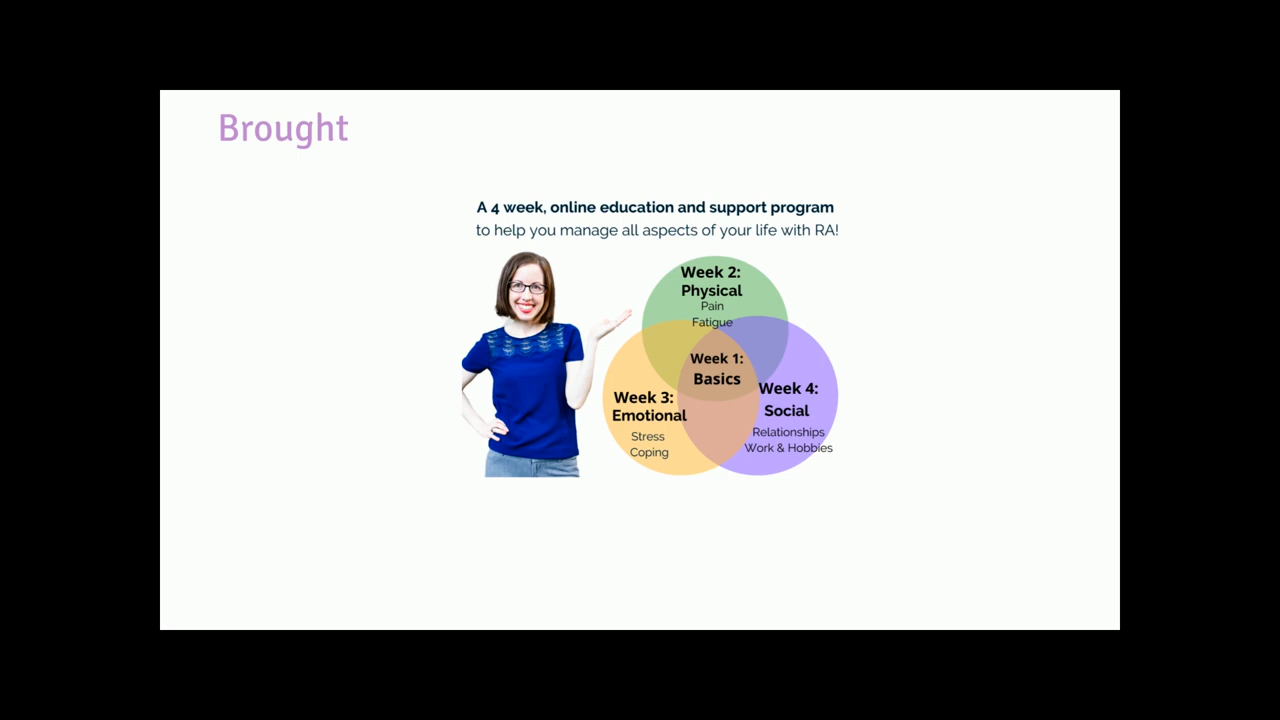 Brought
A 4 week, online education and support program
to help you manage all aspects of your life with RA!
Week 2:
Physical
Pain
Fatigue
Week 1:
Basics
Week 3:
Emotional
Stress
Coping
Week 4:
Social
Relationships
Work & Hobbies